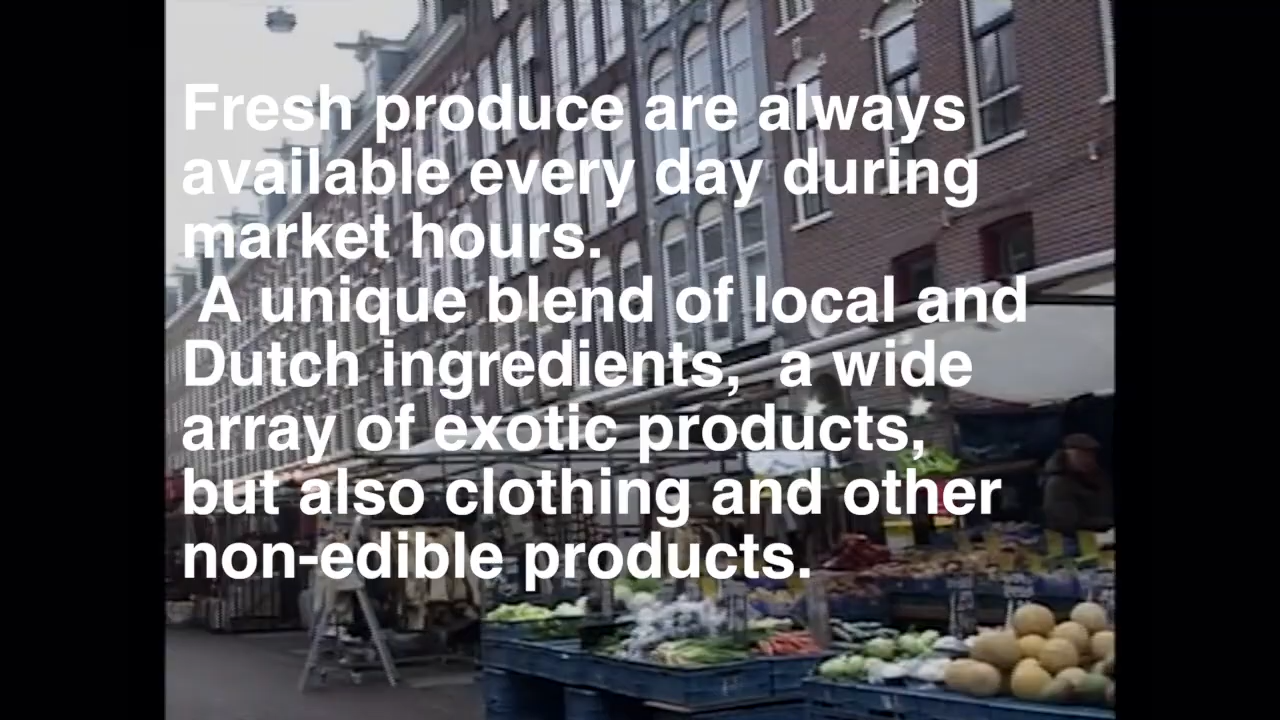 Fresh produce are always
available every day during
market hours.
A unique blend of local and
Dutch ingredients, a wide
array of exotic products,
but also clothing and other
non-edible products.